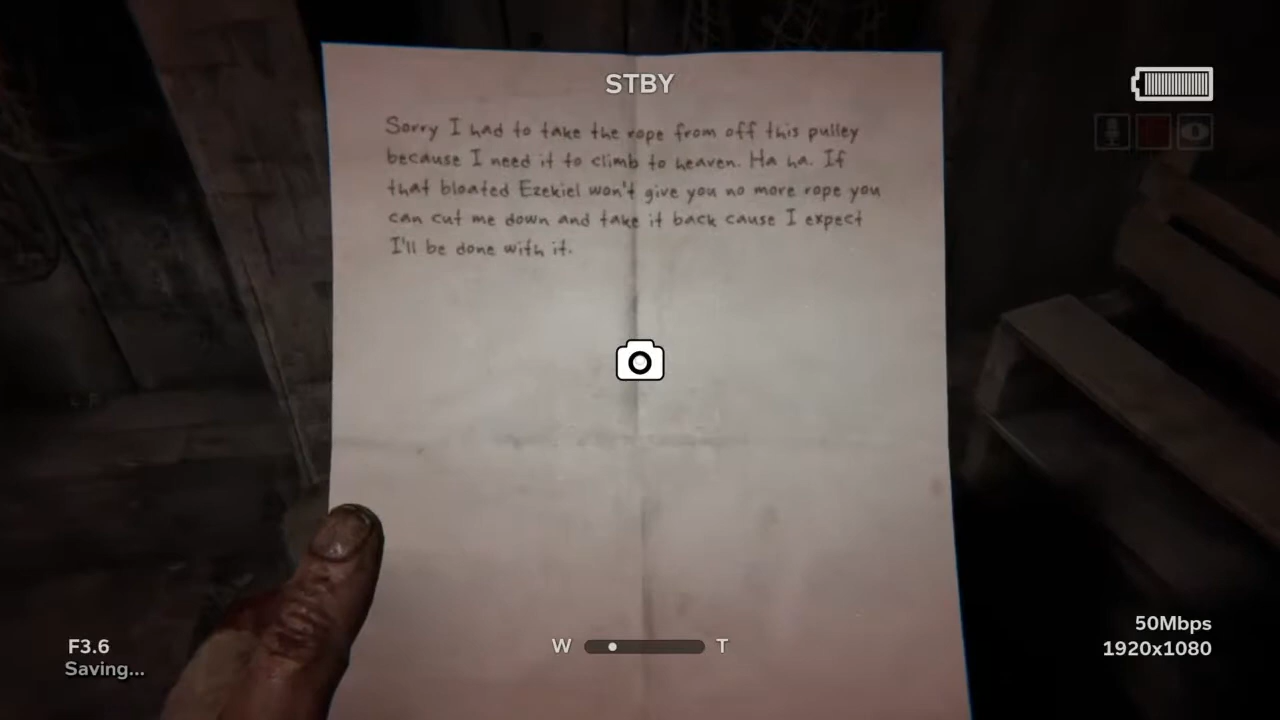 STBY
Sorry I had to take the rope from off this pulley
because I need it to climb to heaven. Ha ha. If
that bloated Ezekiel won't give you no more rope you
can cut me down and take it back cause I expect
I'll be done with it.
F3.6
Saving...
W T
50Mbps
1920x1080